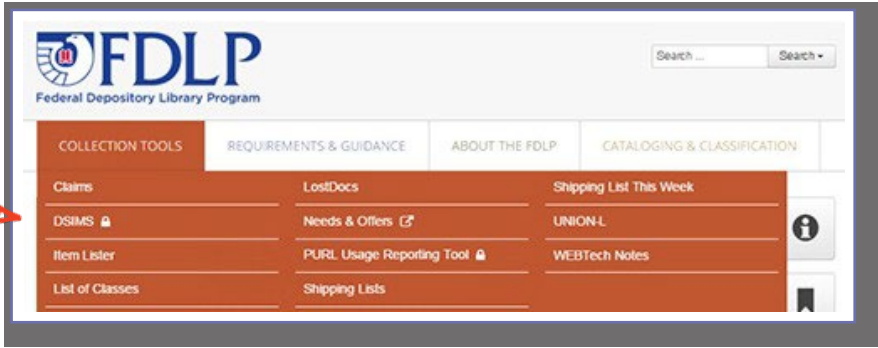 FDLP
Federal Depository Library Program
Search ...
Search
COLLECTION TOOLS
REQUIREMENTS & GUIDANCE
ABOUT THE FDLP
CATALOGING & CLASSIFICATION
Claims
LostDocs
Shipping List This Week
DSIMS
Needs & Offers
UNION-L
Item Lister
PURL Usage Reporting Tool
WEBTech Notes
List of Classes
Shipping Lists